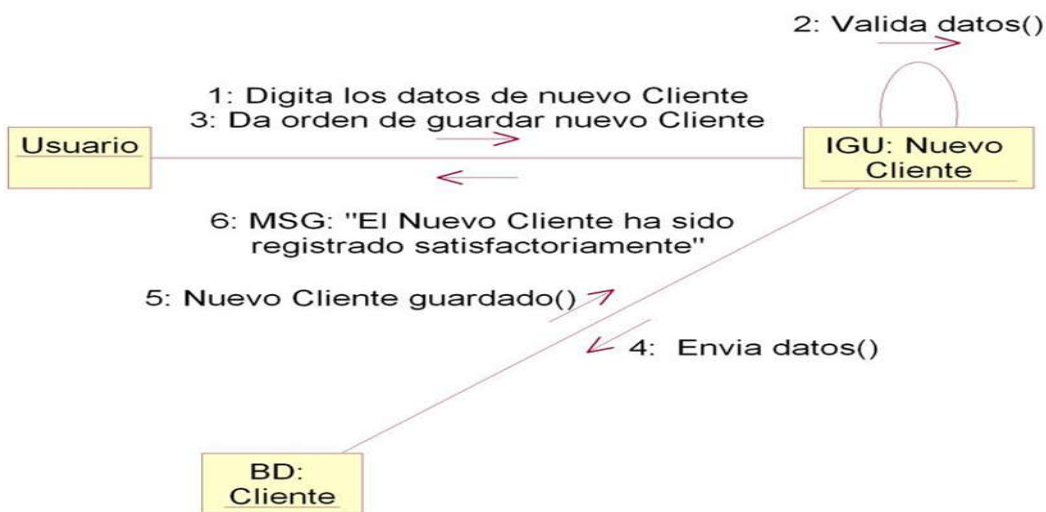 2: Valida datos()
1: Digita los datos de nuevo Cliente
3: Da orden de guardar nuevo Cliente
Usuario
IGU: Nuevo
Cliente
6: MSG: "El Nuevo Cliente ha sido
registrado satisfactoriamente"
5: Nuevo Cliente guardado()
4: Envia datos()
BD:
Cliente